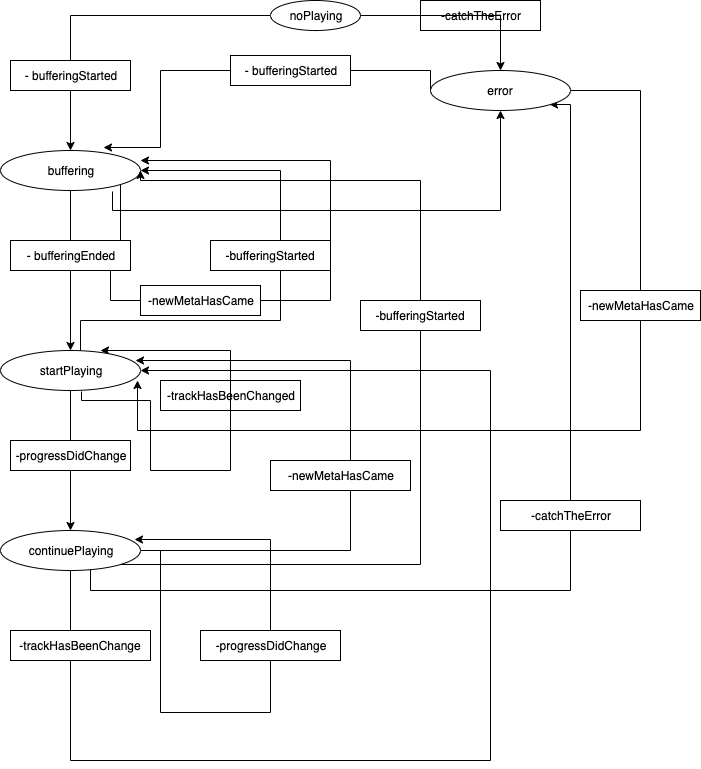 noPlaying
-catchTheError
- bufferingStarted
- bufferingStarted
error
buffering
- bufferingEnded
-bufferingStarted
-newMetaHasCame
-newMetaHasCame
-bufferingStarted
startPlaying
-trackHasBeenChanged
-progressDidChange
-newMetaHasCame
-catchTheError
continuePlaying
-trackHasBeenChange
-progressDidChange